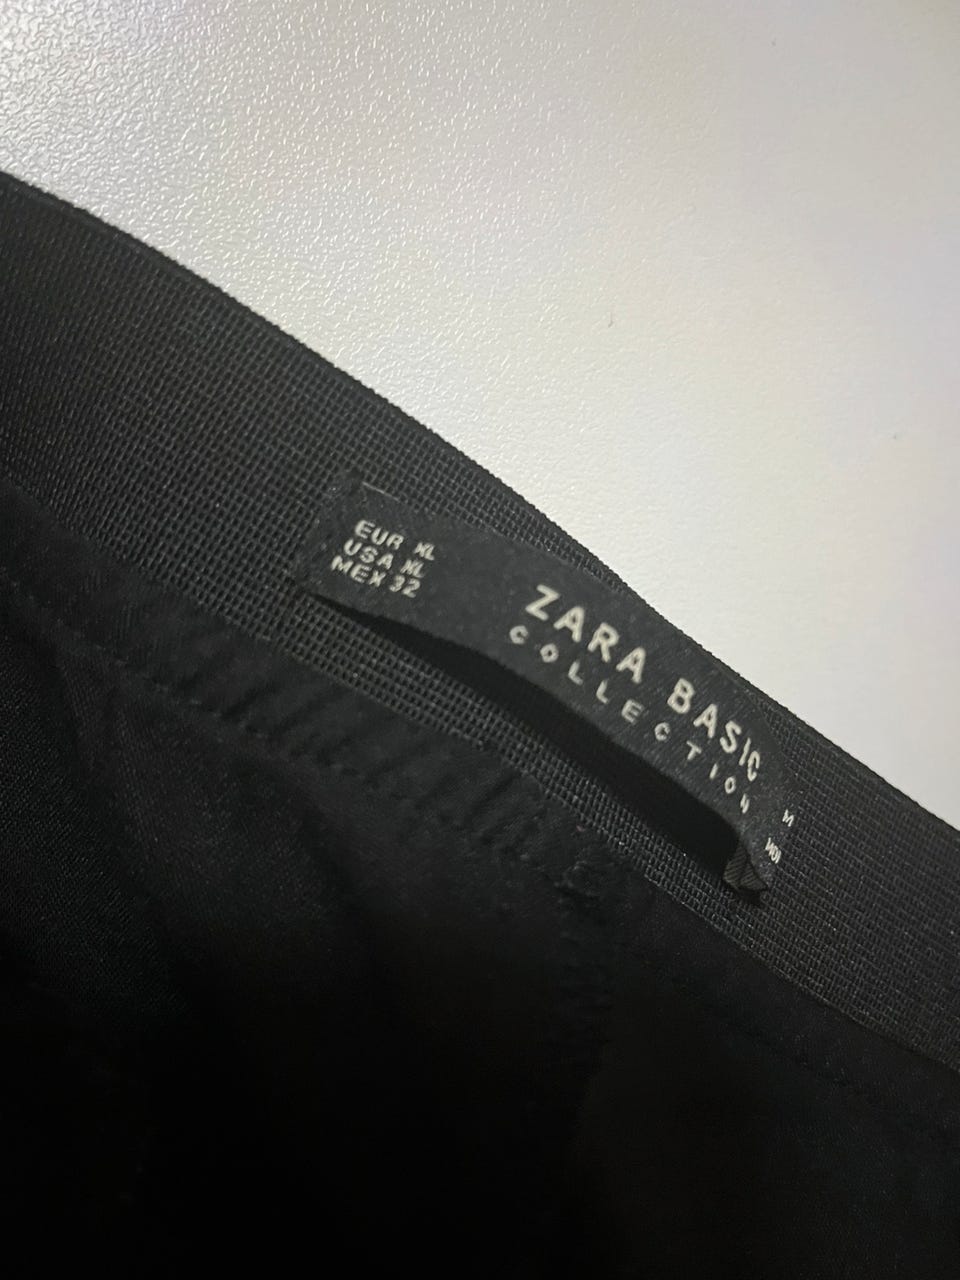 EUR XL
USA XL
MEX 32
ZARA BASIC
COLLECTION